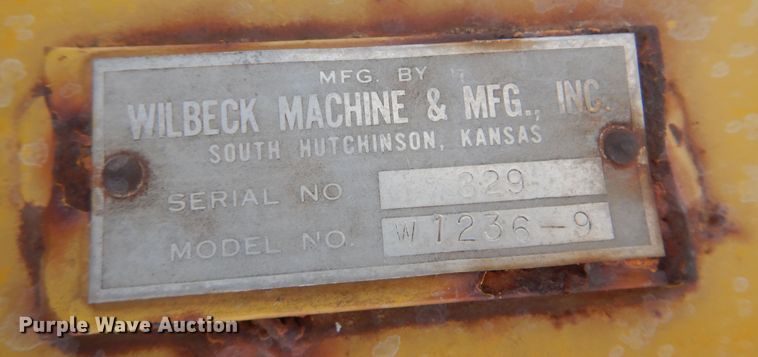 MFG. BY
WILBECK MACHINE & MFG., INC.
SOUTH HUTCHINSON, KANSAS
SERIAL NO 329
MODEL NO. W1236-9
Purple Wave Auction